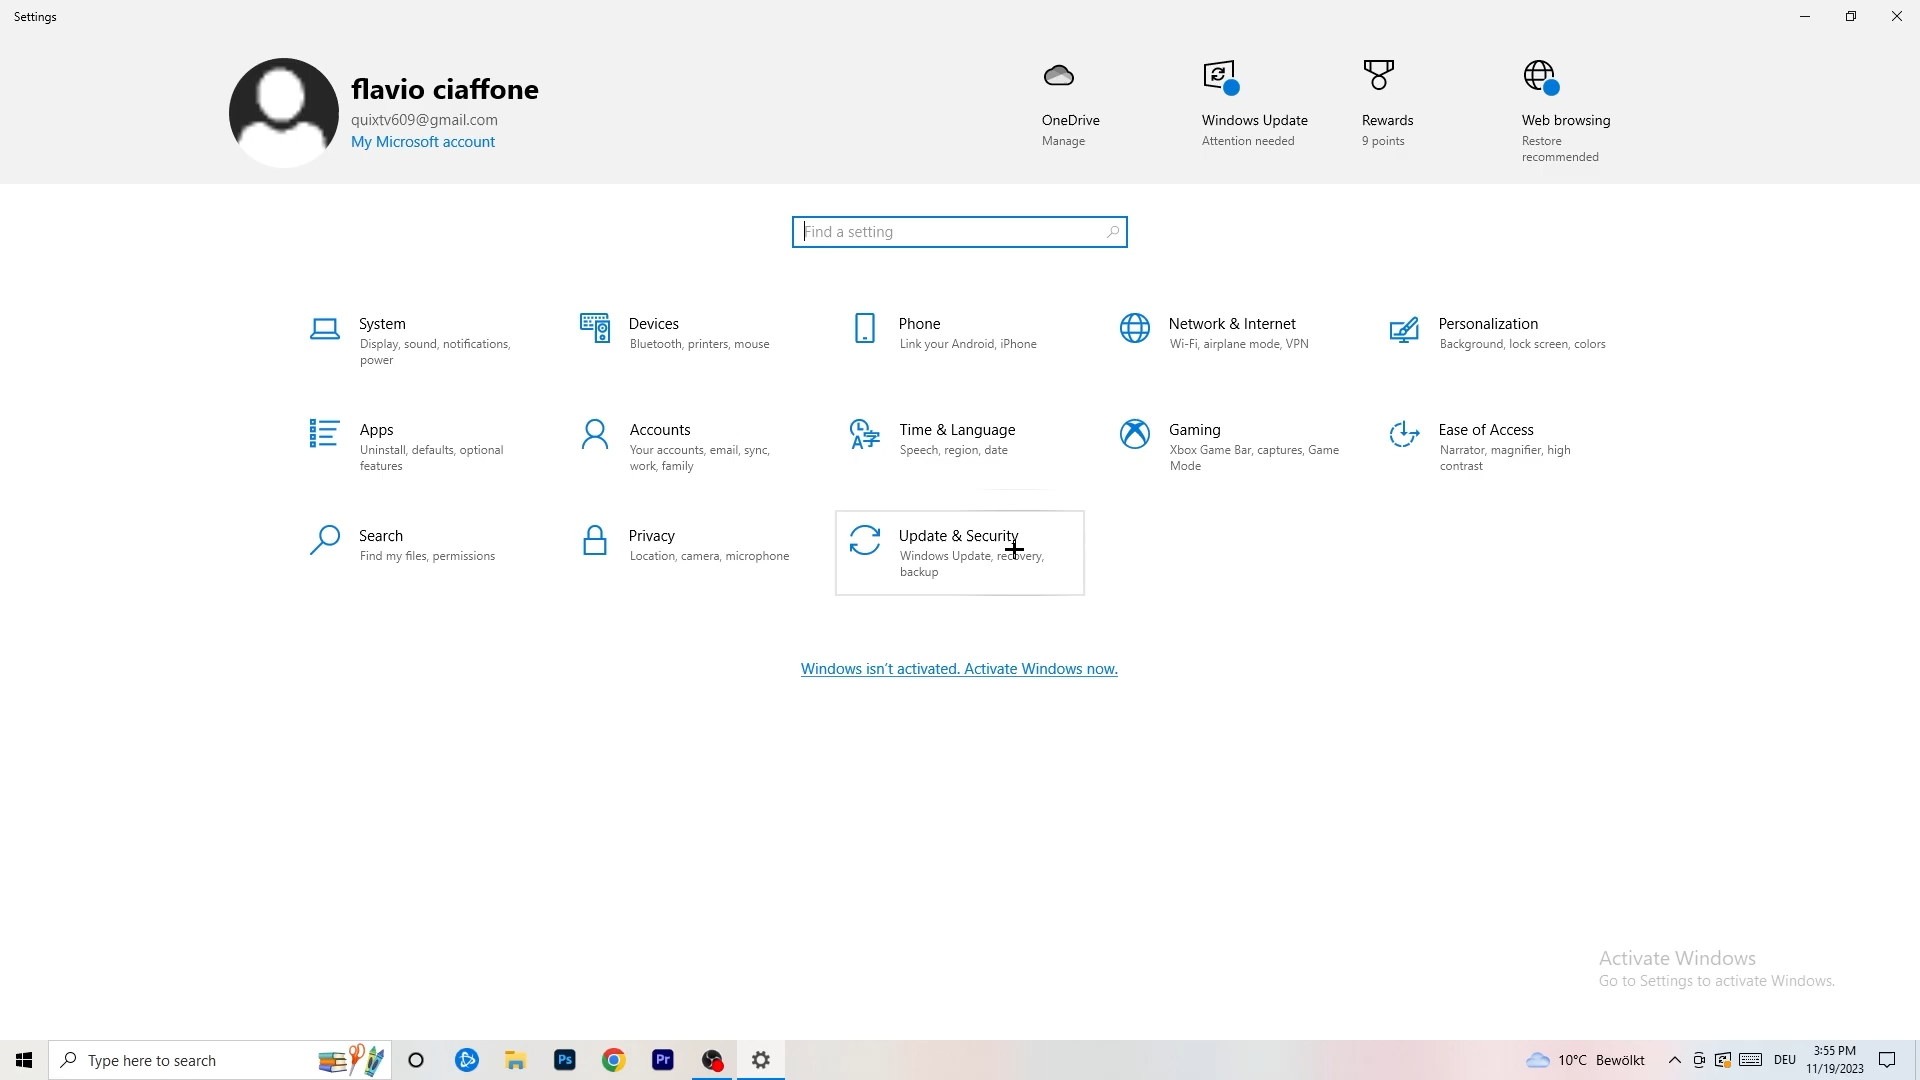 Settings
flavio ciaffone
quixtv609@gmail.com
My Microsoft account
OneDrive
Manage
Windows Update
Attention needed
Rewards
9 points
Web browsing
Restore
recommended
Find a setting
System
Display, sound, notifications,
power
Devices
Bluetooth, printers, mouse
Phone
Link your Android, iPhone
Network & Internet
Wi-Fi, airplane mode, VPN
Personalization
Background, lock screen, colors
Apps
Uninstall, defaults, optional
features
Accounts
Your accounts, email, sync,
work, family
Time & Language
Speech, region, date
Gaming
Xbox Game Bar, captures, Game
Mode
Ease of Access
Narrator, magnifier, high
contrast
Search
Find my files, permissions
Privacy
Location, camera, microphone
Update & Security
Windows Update, recovery,
backup
Windows isn't activated. Activate Windows now.
Activate Windows
Go to Settings to activate Windows.
Type here to search
Ps
Pr
10°C Bewölkt
DEU
3:55 PM
11/19/2023